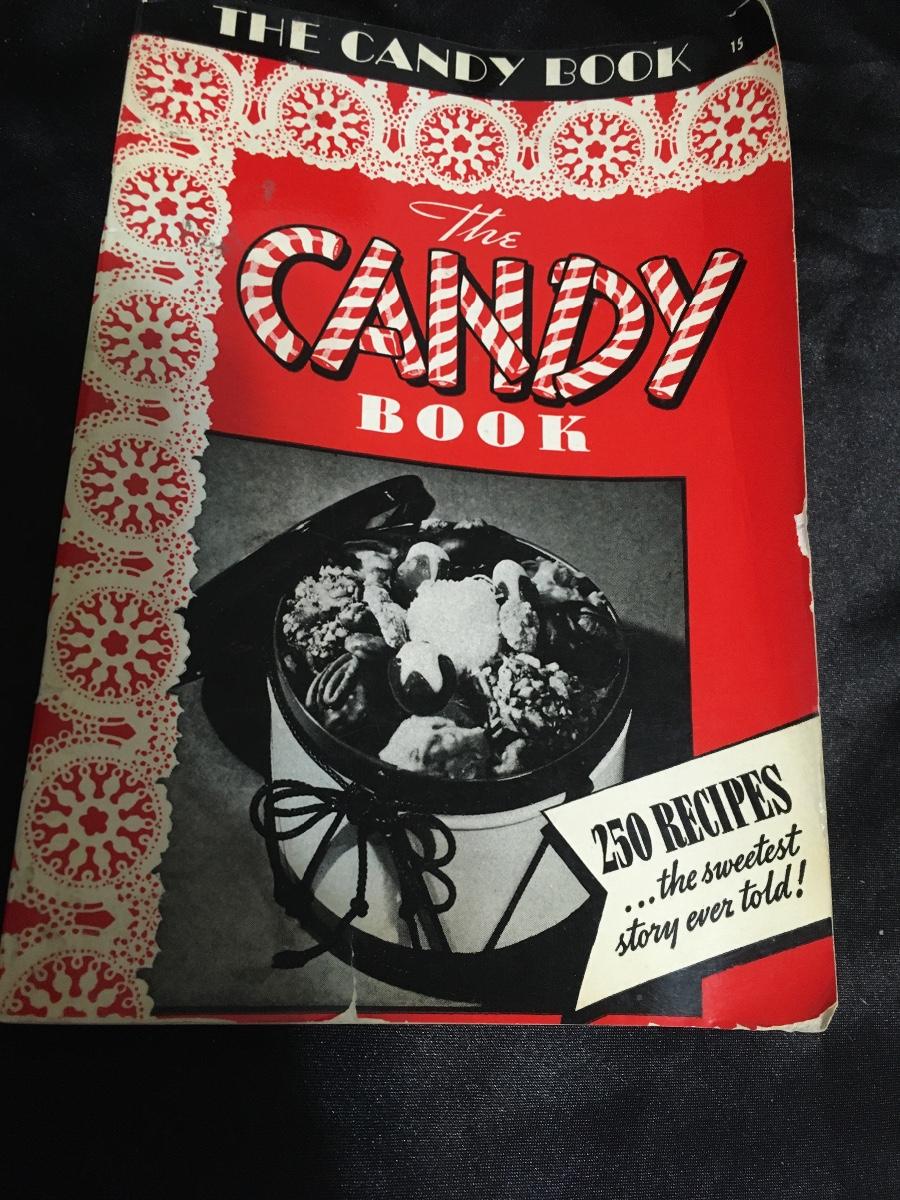 THE CANDY BOOK 15
The
CANDY
BOOK
250 RECIPES
...the sweetest
story ever told!